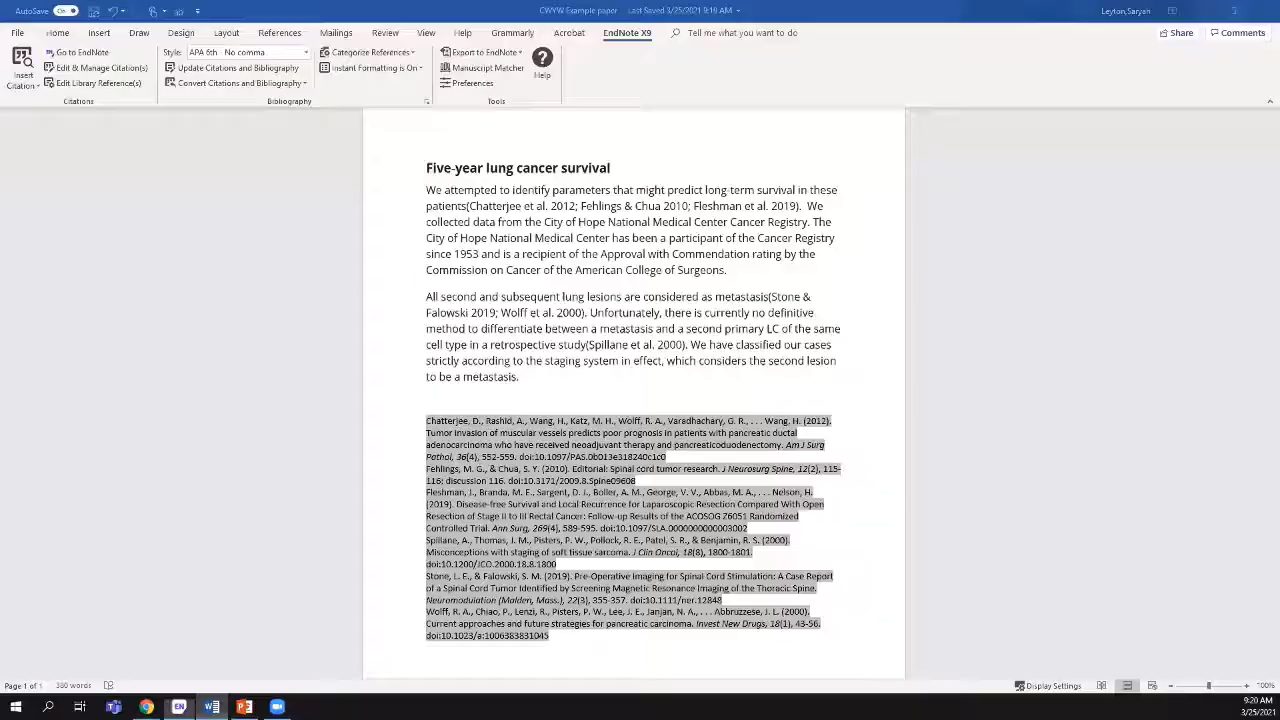 AutoSave On CWYW Example paper - Last Saved 3/25/2021 9:19 AM Leyton,Saryah
File Home Insert Draw Design Layout References Mailings Review View Help Grammarly Acrobat EndNote X9 Tell me what you want to do Share Comments
Go to EndNote Style: APA 6th - No comma Categorize References Export to EndNote
Insert Citation Edit & Manage Citation(s) Update Citations and Bibliography Instant Formatting is On Manuscript Matcher Help
Edit Library Reference(s) Convert Citations and Bibliography Preferences
Citations Bibliography Tools
Five-year lung cancer survival
We attempted to identify parameters that might predict long-term survival in these
patients(Chatterjee et al. 2012; Fehlings & Chua 2010; Fleshman et al. 2019). We
collected data from the City of Hope National Medical Center Cancer Registry. The
City of Hope National Medical Center has been a participant of the Cancer Registry
since 1953 and is a recipient of the Approval with Commendation rating by the
Commission on Cancer of the American College of Surgeons.
All second and subsequent lung lesions are considered as metastasis(Stone &
Falowski 2019; Wolff et al. 2000). Unfortunately, there is currently no definitive
method to differentiate between a metastasis and a second primary LC of the same
cell type in a retrospective study(Spillane et al. 2000). We have classified our cases
strictly according to the staging system in effect, which considers the second lesion
to be a metastasis.
Chatterjee, D., Rashid, A., Wang, H., Katz, M. H., Wolff, R. A., Varadhachary, G. R., . . . Wang, H. (2012).
Tumor invasion of muscular vessels predicts poor prognosis in patients with pancreatic ductal
adenocarcinoma who have received neoadjuvant therapy and pancreaticoduodenectomy. Am J Surg
Pathol, 36(4), 552-559. doi:10.1097/PAS.0b013e318240c1c0
Fehlings, M. G., & Chua, S. Y. (2010). Editorial: Spinal cord tumor research. J Neurosurg Spine, 12(2), 115-
116; discussion 116. doi:10.3171/2009.8.Spine09608
Fleshman, J., Branda, M. E., Sargent, D. J., Boller, A. M., George, V. V., Abbas, M. A., . . . Nelson, H.
(2019). Disease-free Survival and Local Recurrence for Laparoscopic Resection Compared With Open
Resection of Stage II to III Rectal Cancer: Follow-up Results of the ACOSOG Z6051 Randomized
Controlled Trial. Ann Surg, 269(4), 589-595. doi:10.1097/SLA.0000000000003002
Spillane, A., Thomas, J. M., Pisters, P. W., Pollock, R. E., Patel, S. R., & Benjamin, R. S. (2000).
Misconceptions with staging of soft tissue sarcoma. J Clin Oncol, 18(8), 1800-1801.
doi:10.1200/JCO.2000.18.8.1800
Stone, L. E., & Falowski, S. M. (2019). Pre-Operative Imaging for Spinal Cord Stimulation: A Case Report
of a Spinal Cord Tumor Identified by Screening Magnetic Resonance Imaging of the Thoracic Spine.
Neuromodulation (Malden, Mass.), 22(3), 355-357. doi:10.1111/ner.12848
Wolff, R. A., Chiao, P., Lenzi, R., Pisters, P. W., Lee, J. E., Janjan, N. A., . . . Abbruzzese, J. L. (2000).
Current approaches and future strategies for pancreatic carcinoma. Invest New Drugs, 18(1), 43-56.
doi:10.1023/a:1006383831045
Page 1 of 1 380 words Display Settings 100%
EN
9:20 AM
3/25/2021